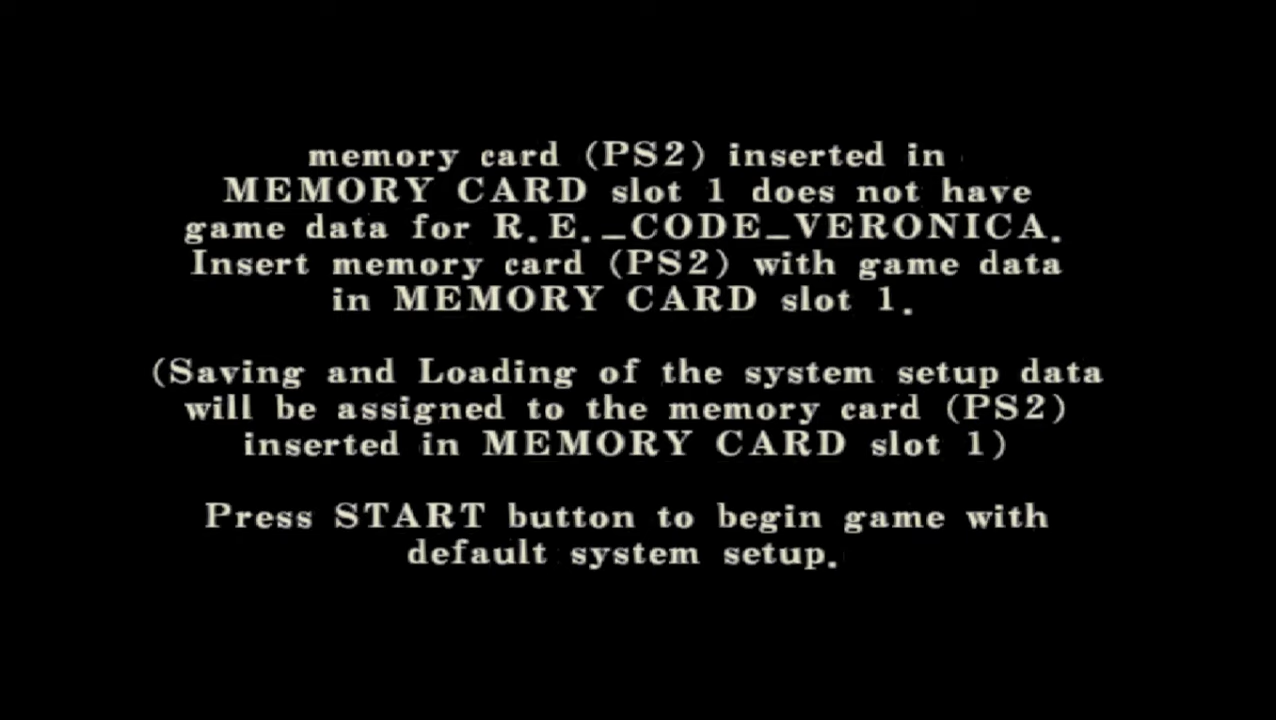 memory card (PS2) inserted in
MEMORY CARD slot 1 does not have
game data for R.E._CODE_VERONICA.
Insert memory card (PS2) with game data
in MEMORY CARD slot 1.
(Saving and Loading of the system setup data
will be assigned to the memory card (PS2)
inserted in MEMORY CARD slot 1)
Press START button to begin game with
default system setup.